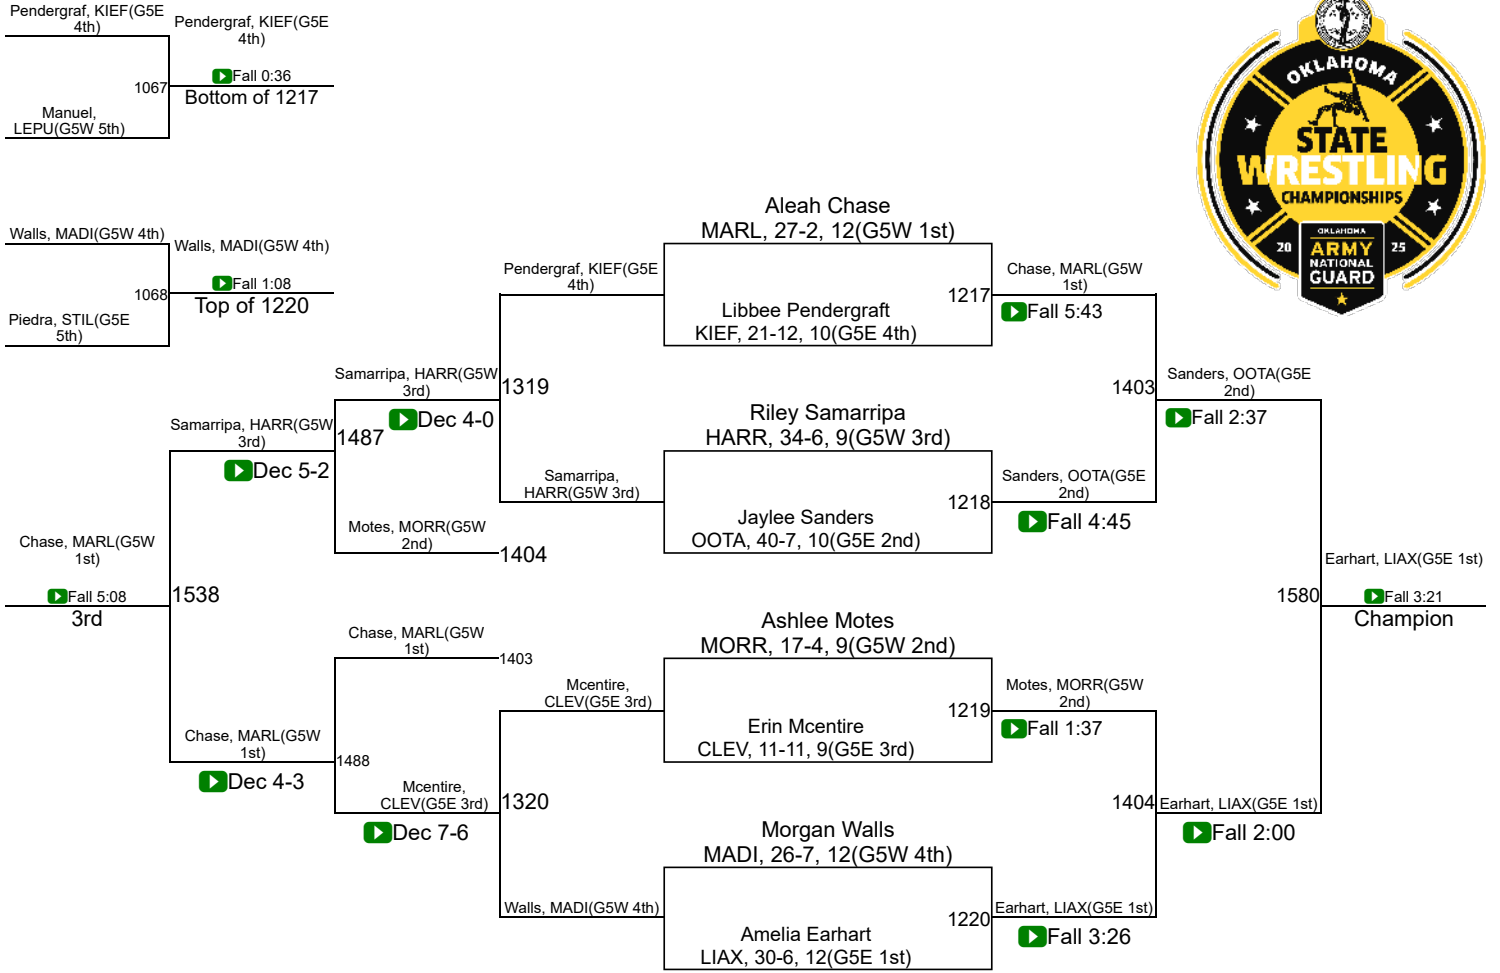 Pendergraf, KIEF(G5E
4th)
Pendergraf, KIEF(G5E
4th)
Fall 0:36
1067
Bottom of 1217
Manuel,
LEPU(G5W 5th)
OKLAHOMA
STATE
WRESTLING
CHAMPIONSHIPS
OKLAHOMA
20 ARMY 25
NATIONAL
GUARD
Walls, MADI(G5W 4th)
Walls, MADI(G5W 4th)
Fall 1:08
1068
Top of 1220
Piedra, STIL(G5E
5th)
Aleah Chase
MARL, 27-2, 12(G5W 1st)
Pendergraf, KIEF(G5E
4th)
1217
Libbee Pendergraft
KIEF, 21-12, 10(G5E 4th)
Chase, MARL(G5W
1st)
Fall 5:43
Samarripa, HARR(G5W
3rd)
1319
Dec 4-0
1403
Sanders, OOTA(G5E
2nd)
Fall 2:37
Samarripa, HARR(G5W
3rd)
1487
Dec 5-2
Riley Samarripa
HARR, 34-6, 9(G5W 3rd)
Samarripa,
HARR(G5W 3rd)
1218
Jaylee Sanders
OOTA, 40-7, 10(G5E 2nd)
Sanders, OOTA(G5E
2nd)
Fall 4:45
Motes, MORR(G5W
2nd)
1404
Chase, MARL(G5W
1st)
Fall 5:08
3rd
1538
Earhart, LIAX(G5E 1st)
1580
Fall 3:21
Champion
Chase, MARL(G5W
1st)
1403
Ashlee Motes
MORR, 17-4, 9(G5W 2nd)
Mcentire,
CLEV(G5E 3rd)
1219
Erin Mcentire
CLEV, 11-11, 9(G5E 3rd)
Motes, MORR(G5W
2nd)
Fall 1:37
Chase, MARL(G5W
1st)
1488
Dec 4-3
Mcentire,
CLEV(G5E 3rd)
1320
Dec 7-6
1404
Earhart, LIAX(G5E 1st)
Fall 2:00
Morgan Walls
MADI, 26-7, 12(G5W 4th)
Walls, MADI(G5W 4th)
1220
Amelia Earhart
LIAX, 30-6, 12(G5E 1st)
Earhart, LIAX(G5E 1st)
Fall 3:26